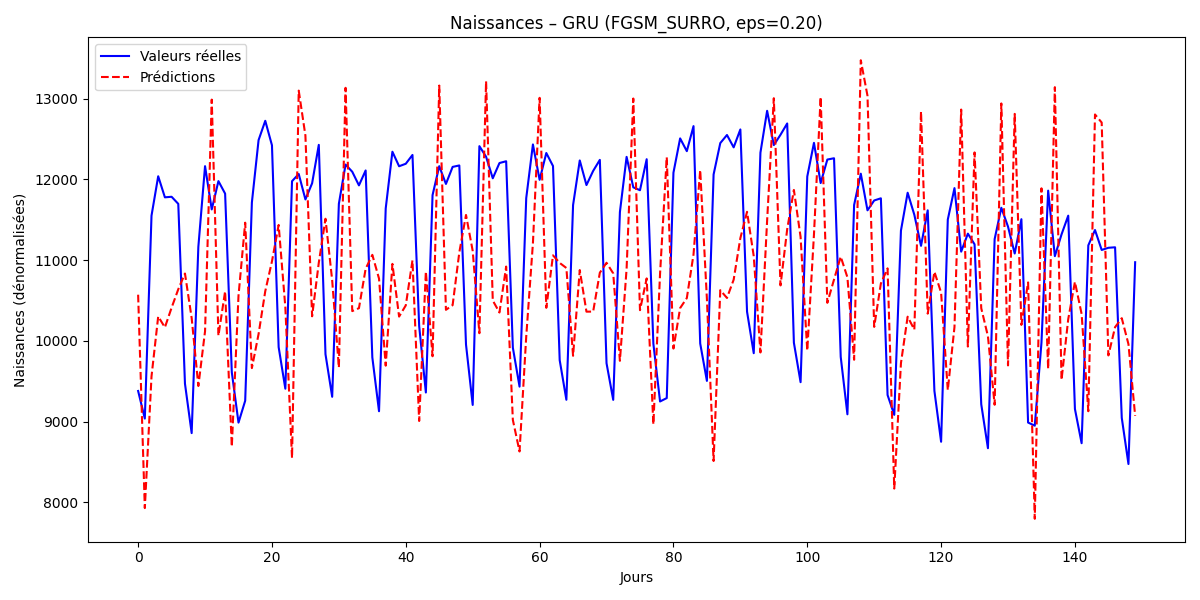 Naissances – GRU (FGSM_SURRO, eps=0.20)
Valeurs réelles
Prédictions
Naissances (dénormalisées)
13000
12000
11000
10000
9000
8000
0 20 40 60 80 100 120 140
Jours